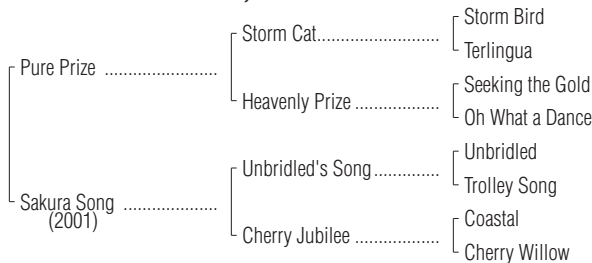 Storm Bird
Storm Cat....................
Terlingua
Pure Prize ........................
Seeking the Gold
Heavenly Prize ..................
Oh What a Dance
Unbridled
Unbridled's Song..............
Trolley Song
Sakura Song ....................
(2001)
Coastal
Cherry Jubilee ..................
Cherry Willow